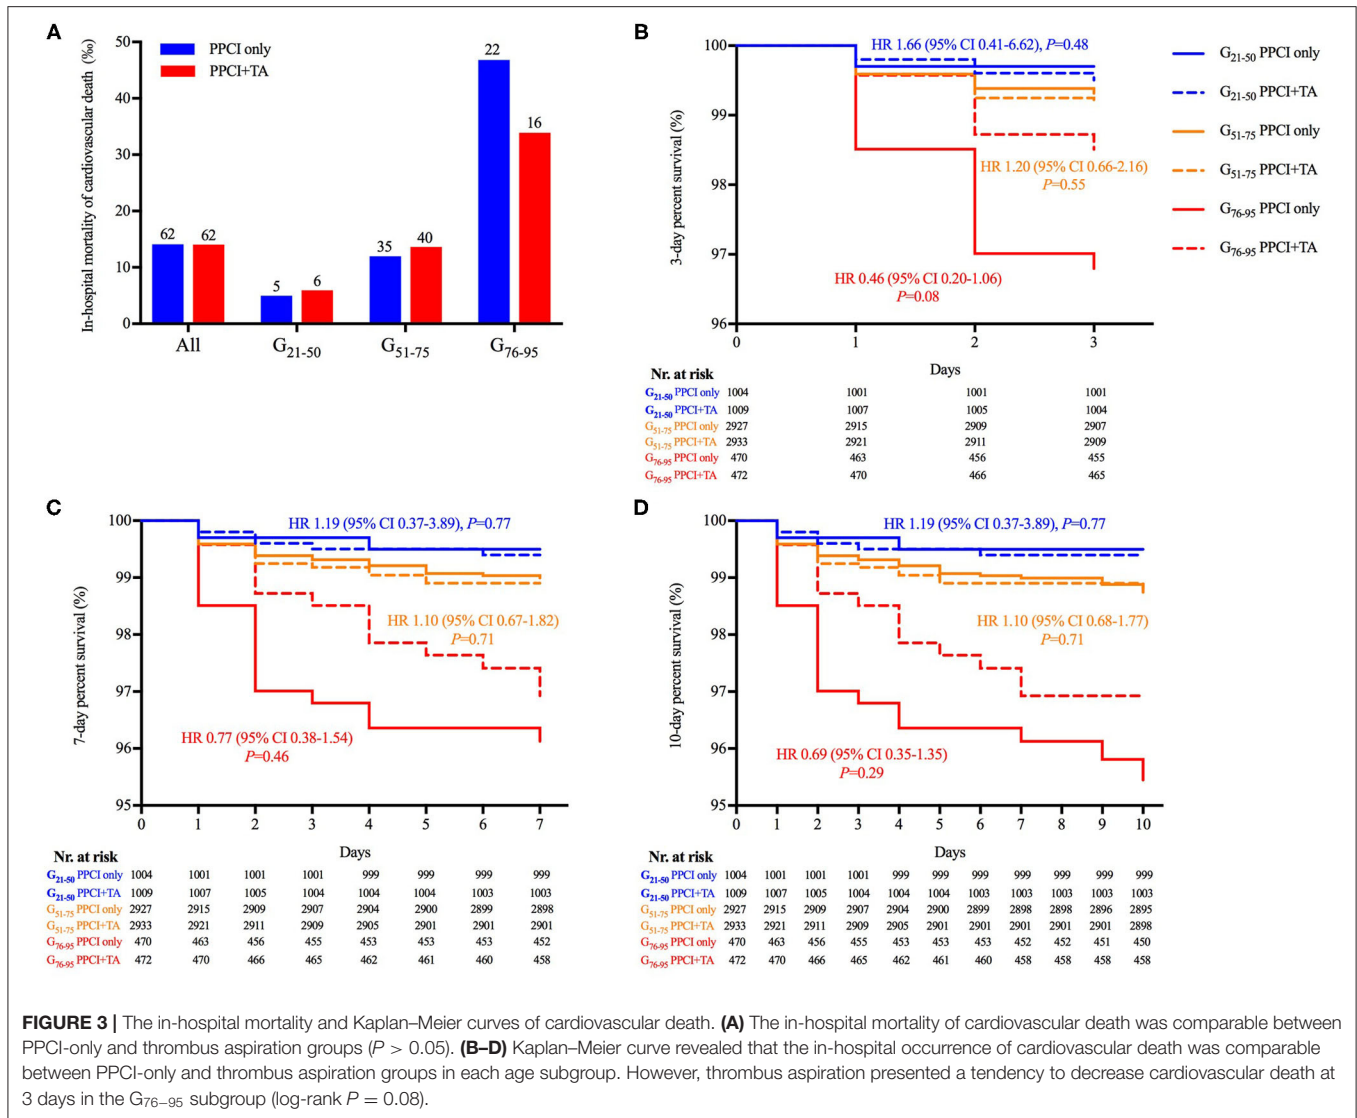 A
In-hospital mortality of cardiovascular death (‰)
50
40
30
20
10
0
PPCI only
PPCI+TA
62 62
5 6
35 40
22 16
All G21-50 G51-75 G76-95
B
3-day percent survival (%)
100
99
98
97
96
HR 1.66 (95% CI 0.41-6.62), P=0.48
HR 1.20 (95% CI 0.66-2.16)
P=0.55
HR 0.46 (95% CI 0.20-1.06)
P=0.08
0 1 2 3
Days
G21-50 PPCI only
G21-50 PPCI+TA
G51-75 PPCI only
G51-75 PPCI+TA
G76-95 PPCI only
G76-95 PPCI+TA
Nr. at risk
G21-50 PPCI only 1004 1001 1001 1001
G21-50 PPCI+TA 1009 1007 1005 1004
G51-75 PPCI only 2927 2915 2909 2907
G51-75 PPCI+TA 2933 2921 2911 2909
G76-95 PPCI only 470 463 456 455
G76-95 PPCI+TA 472 470 466 465
C
7-day percent survival (%)
100
99
98
97
96
95
HR 1.19 (95% CI 0.37-3.89), P=0.77
HR 1.10 (95% CI 0.67-1.82)
P=0.71
HR 0.77 (95% CI 0.38-1.54)
P=0.46
0 1 2 3 4 5 6 7
Days
Nr. at risk
G21-50 PPCI only 1004 1001 1001 1001 999 999 999 999
G21-50 PPCI+TA 1009 1007 1005 1004 1004 1004 1003 1003
G51-75 PPCI only 2927 2915 2909 2907 2904 2900 2899 2898
G51-75 PPCI+TA 2933 2921 2911 2909 2905 2901 2901 2901
G76-95 PPCI only 470 463 456 455 453 453 453 452
G76-95 PPCI+TA 472 470 466 465 462 461 460 458
D
10-day percent survival (%)
100
99
98
97
96
95
HR 1.19 (95% CI 0.37-3.89), P=0.77
HR 1.10 (95% CI 0.68-1.77)
P=0.71
HR 0.69 (95% CI 0.35-1.35)
P=0.29
0 1 2 3 4 5 6 7 8 9 10
Days
Nr. at risk
G21-50 PPCI only 1004 1001 1001 1001 999 999 999 999 999 999 999
G21-50 PPCI+TA 1009 1007 1005 1004 1004 1004 1003 1003 1003 1003 1003
G51-75 PPCI only 2927 2915 2909 2907 2904 2900 2899 2898 2898 2896 2895
G51-75 PPCI+TA 2933 2921 2911 2909 2905 2901 2901 2901 2901 2901 2898
G76-95 PPCI only 470 463 456 455 453 453 453 452 452 451 450
G76-95 PPCI+TA 472 470 466 465 462 461 460 458 458 458 458
FIGURE 3 | The in-hospital mortality and Kaplan–Meier curves of cardiovascular death. (A) The in-hospital mortality of cardiovascular death was comparable between
PPCI-only and thrombus aspiration groups (P > 0.05). (B–D) Kaplan–Meier curve revealed that the in-hospital occurrence of cardiovascular death was comparable
between PPCI-only and thrombus aspiration groups in each age subgroup. However, thrombus aspiration presented a tendency to decrease cardiovascular death at
3 days in the G76–95 subgroup (log-rank P = 0.08).